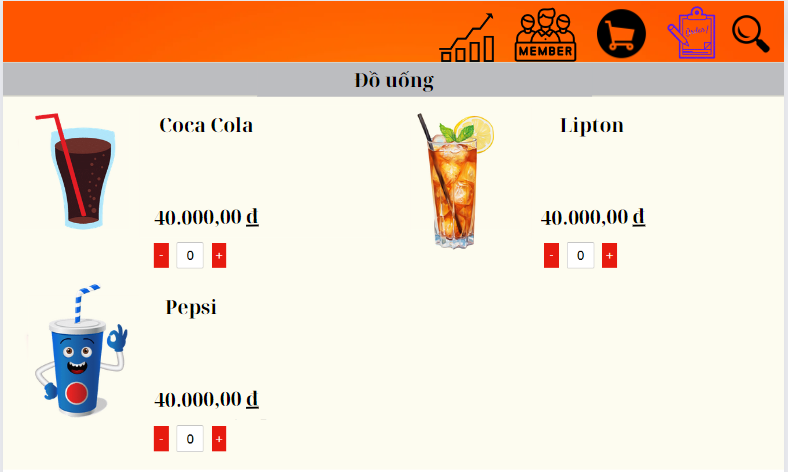 MEMBER
Đồ uống
Coca Cola
40.000,00 đ
- 0 +
Lipton
40.000,00 đ
- 0 +
Pepsi
40.000,00 đ
- 0 +